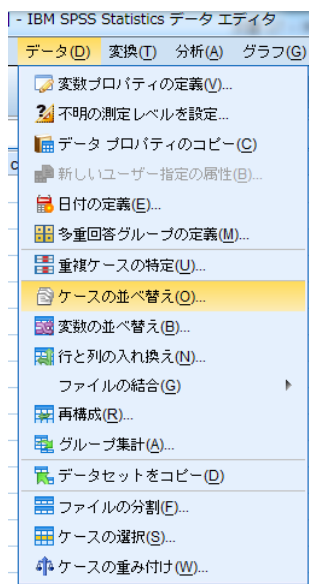 - IBM SPSS Statistics データ エディタ
データ(D) 変換(T) 分析(A) グラフ(G)
変数プロパティの定義(V)...
不明の測定レベルを設定...
データ プロパティのコピー(C)
新しいユーザー指定の属性(B)...
日付の定義(E)...
多重回答グループの定義(M)...
重複ケースの特定(U)...
ケースの並べ替え(O)...
変数の並べ替え(B)...
行と列の入れ換え(N)...
ファイルの結合(G)
再構成(R)...
グループ集計(A)...
データセットをコピー(D)
ファイルの分割(F)...
ケースの選択(S)...
ケースの重み付け(W)...